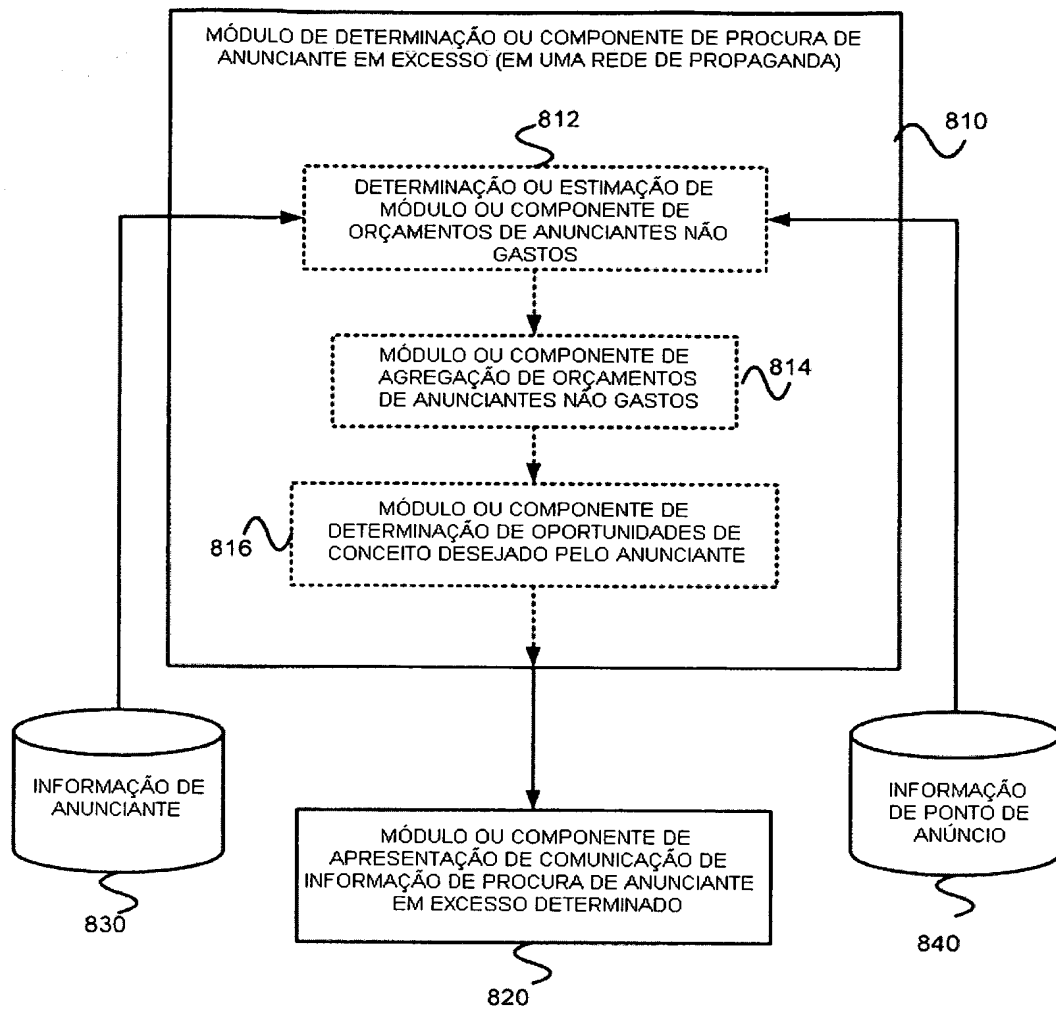 MÓDULO DE DETERMINAÇÃO OU COMPONENTE DE PROCURA DE
ANUNCIANTE EM EXCESSO (EM UMA REDE DE PROPAGANDA)
810
812
DETERMINAÇÃO OU ESTIMAÇÃO DE
MÓDULO OU COMPONENTE DE
ORÇAMENTOS DE ANUNCIANTES NÃO
GASTOS
MÓDULO OU COMPONENTE DE
AGREGAÇÃO DE ORÇAMENTOS
DE ANUNCIANTES NÃO GASTOS
814
MÓDULO OU COMPONENTE DE
DETERMINAÇÃO DE OPORTUNIDADES DE
CONCEITO DESEJADO PELO ANUNCIANTE
816
INFORMAÇÃO DE
ANUNCIANTE
830
INFORMAÇÃO
DE PONTO DE
ANÚNCIO
840
MÓDULO OU COMPONENTE DE
APRESENTAÇÃO DE COMUNICAÇÃO DE
INFORMAÇÃO DE PROCURA DE ANUNCIANTE
EM EXCESSO DETERMINADO
820